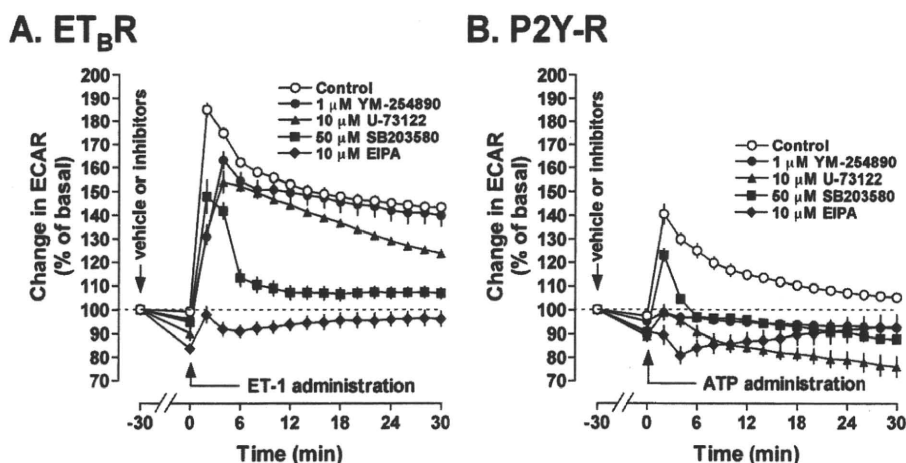 A. ETBR
Change in ECAR
(% of basal)
200
190
180
170
160
150
140
130
120
110
100
90
80
70
vehicle or inhibitors
Control
1 μM YM-254890
10 μM U-73122
50 μM SB203580
10 μM EIPA
ET-1 administration
-30 0 6 12 18 24 30
Time (min)
B. P2Y-R
Change in ECAR
(% of basal)
200
190
180
170
160
150
140
130
120
110
100
90
80
70
vehicle or inhibitors
Control
1 μM YM-254890
10 μM U-73122
50 μM SB203580
10 μM EIPA
ATP administration
-30 0 6 12 18 24 30
Time (min)